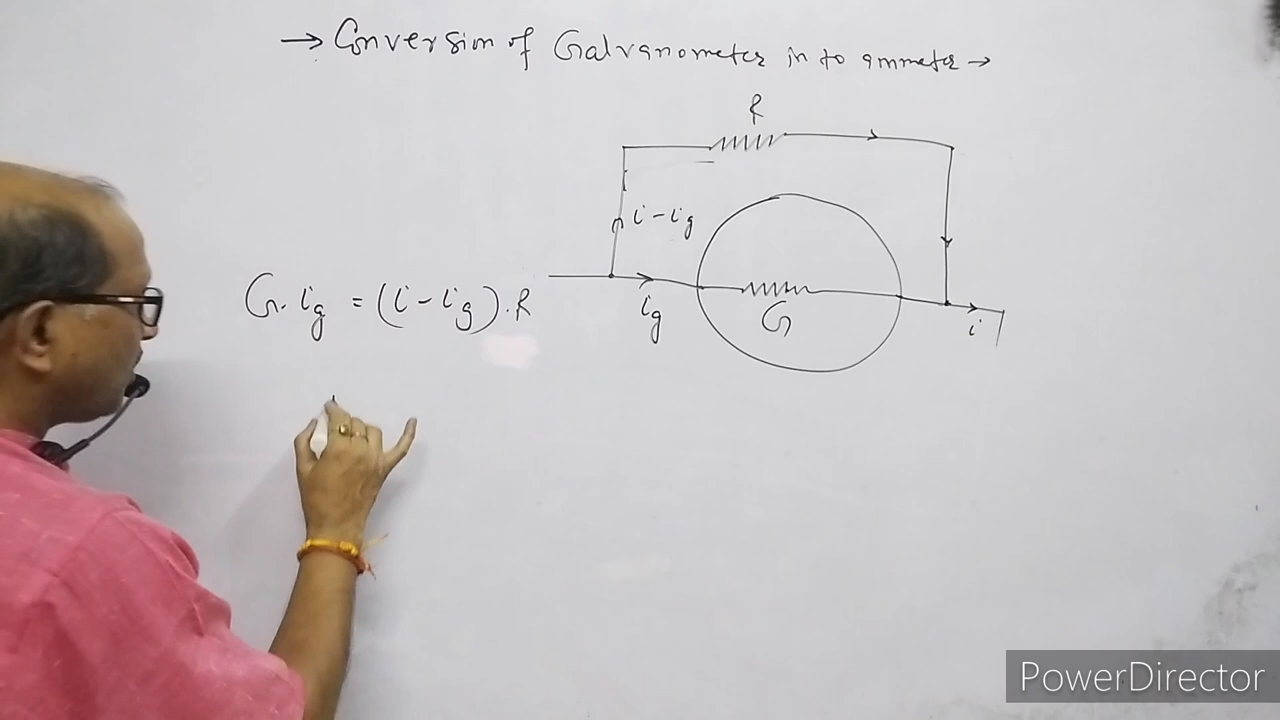 → Conversion of Galvanometer in to ammeter →
R
i - ig
G. ig = (i - ig). R
ig
G
i
PowerDirector